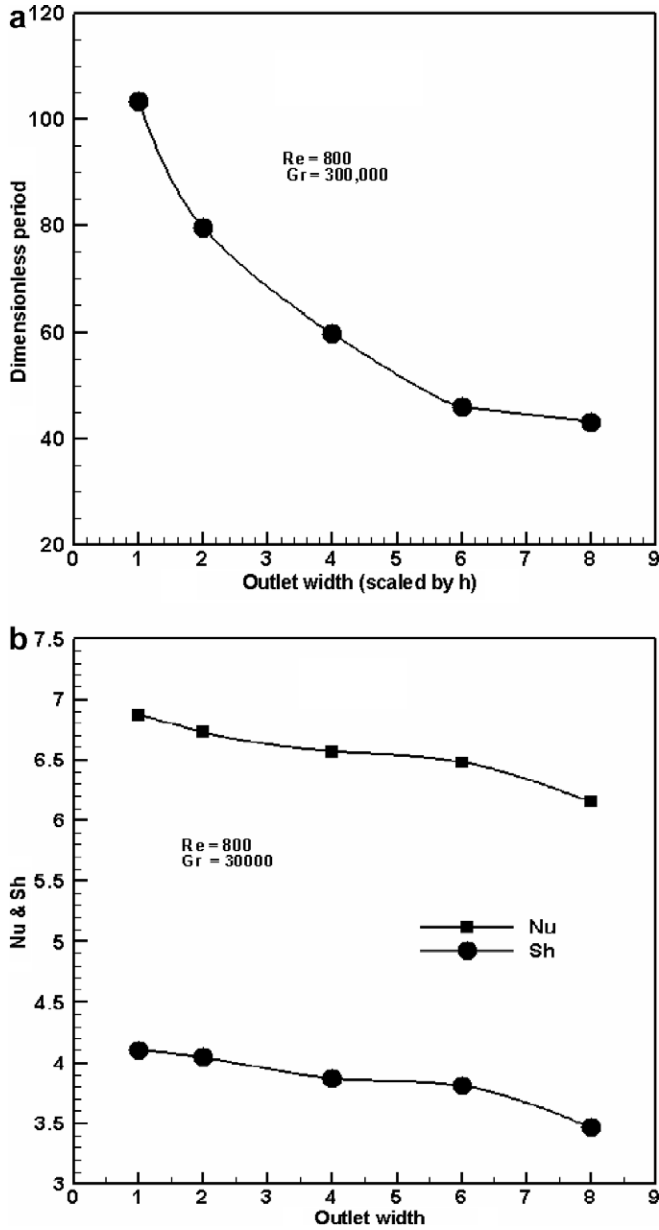 a
120
100
80
60
40
20
Dimensionless period
Re = 800
Gr = 300,000
0 1 2 3 4 5 6 7 8 9
Outlet width (scaled by h)
b
7.5
7
6.5
6
5.5
5
4.5
4
3.5
3
Nu & Sh
Re = 800
Gr = 30000
Nu
Sh
0 1 2 3 4 5 6 7 8 9
Outlet width